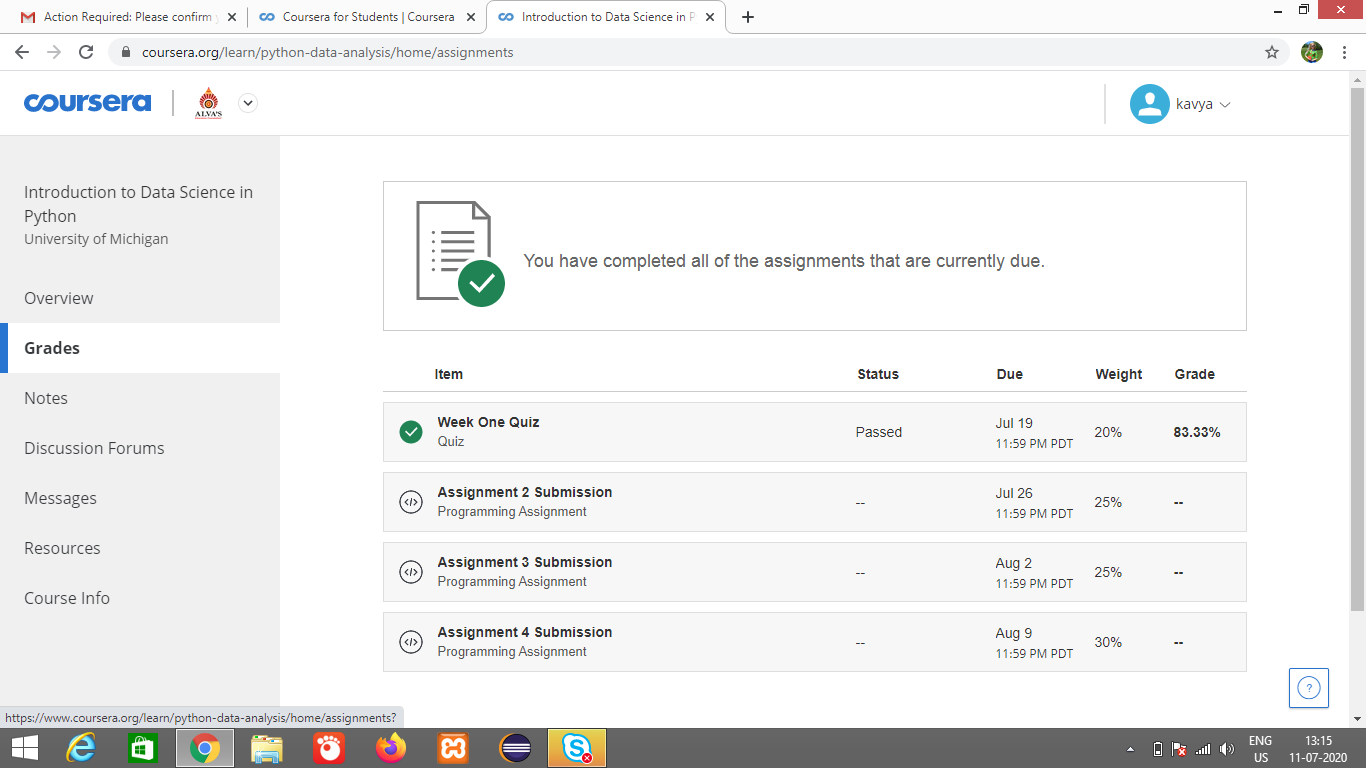 Action Required: Please confirm
Coursera for Students | Coursera
Introduction to Data Science in P
coursera.org/learn/python-data-analysis/home/assignments
coursera
ALVA'S
kavya
Introduction to Data Science in
Python
University of Michigan
Overview
Grades
Notes
Discussion Forums
Messages
Resources
Course Info
You have completed all of the assignments that are currently due.
Item Status Due Weight Grade
Week One Quiz
Quiz
Passed
Jul 19
11:59 PM PDT
20%
83.33%
Assignment 2 Submission
Programming Assignment
--
Jul 26
11:59 PM PDT
25%
--
Assignment 3 Submission
Programming Assignment
--
Aug 2
11:59 PM PDT
25%
--
Assignment 4 Submission
Programming Assignment
--
Aug 9
11:59 PM PDT
30%
--
?
https://www.coursera.org/learn/python-data-analysis/home/assignments?
ENG
US
13:15
11-07-2020